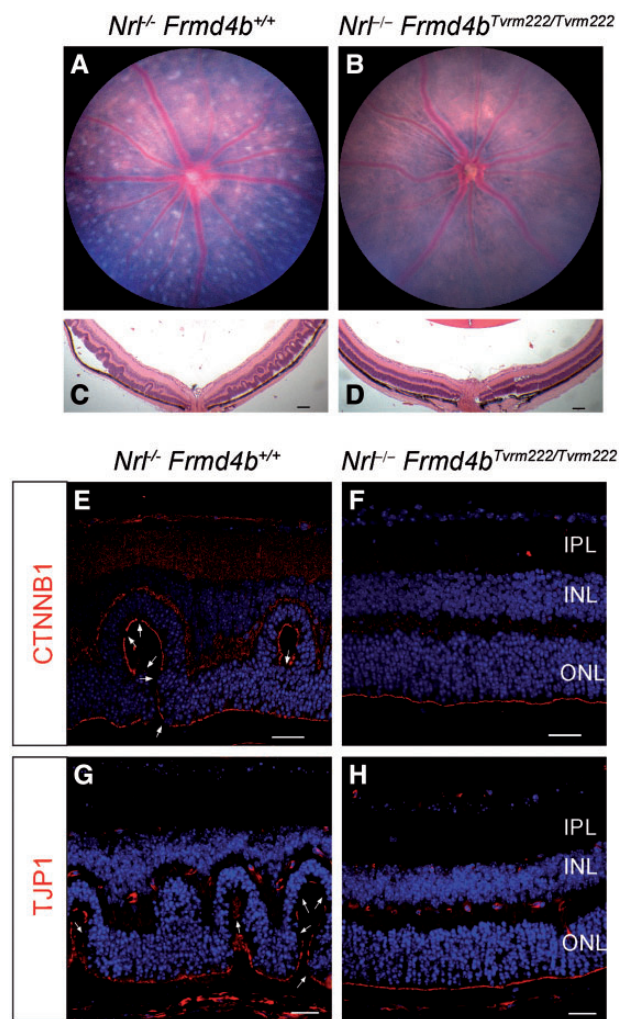 Nrl-/- Frmd4b+/+ Nrl−/− Frmd4bTvrm222/Tvrm222
A B
C D
Nrl-/- Frmd4b+/+ Nrl−/− Frmd4bTvrm222/Tvrm222
CTNNB1
E F
IPL
INL
ONL
TJP1
G H
IPL
INL
ONL